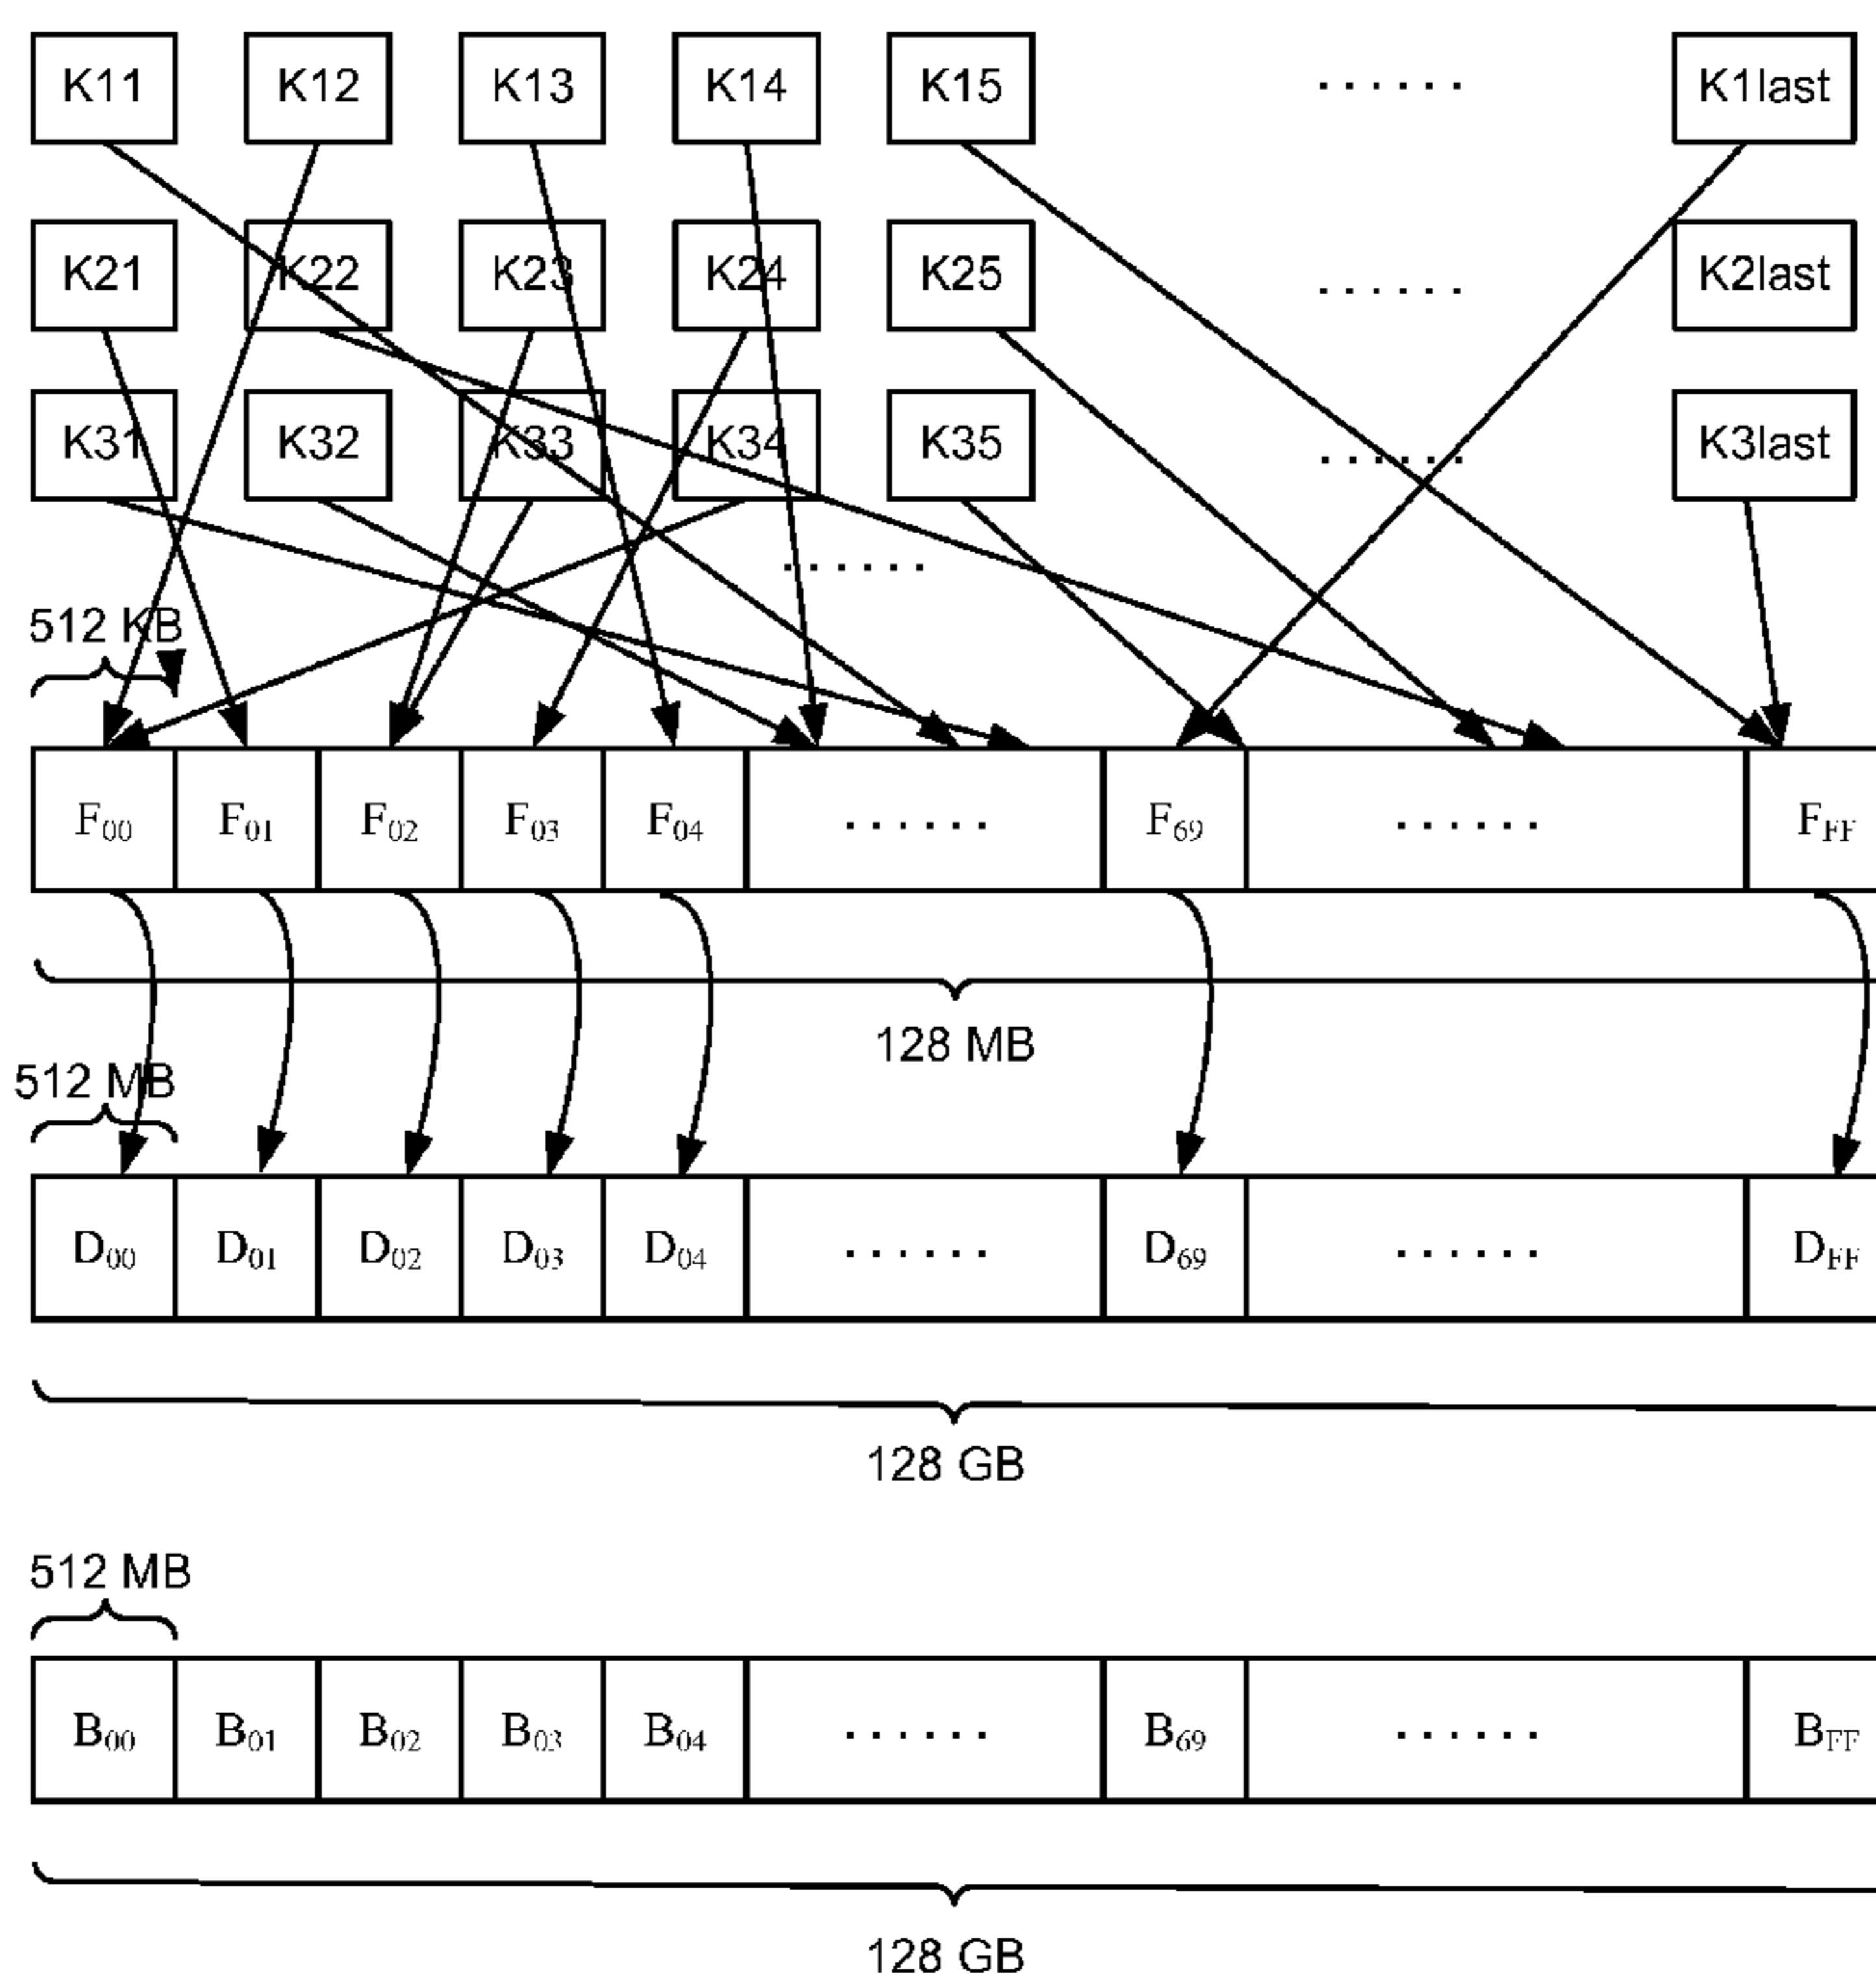 K11 K12 K13 K14 K15 ...... K1last
K21 K22 K23 K24 K25 ...... K2last
K31 K32 K33 K34 K35 ...... K3last
......
512 KB
F00 F01 F02 F03 F04 ...... F69 ...... FFF
128 MB
512 MB
D00 D01 D02 D03 D04 ...... D69 ...... DFF
128 GB
512 MB
B00 B01 B02 B03 B04 ...... B69 ...... BFF
128 GB